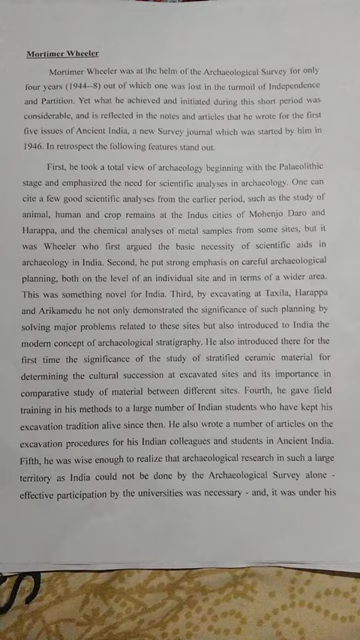 Mortimer Wheeler
Mortimer Wheeler was at the helm of the Archaeological Survey for only
four years (1944--8) out of which one was lost in the turmoil of Independence
and Partition. Yet what he achieved and initiated during this short period was
considerable, and is reflected in the notes and articles that he wrote for the first
five issues of Ancient India, a new Survey journal which was started by him in
1946. In retrospect the following features stand out.
First, he took a total view of archaeology beginning with the Palaeolithic
stage and emphasized the need for scientific analyses in archaeology. One can
cite a few good scientific analyses from the earlier period, such as the study of
animal, human and crop remains at the Indus cities of Mohenjo Daro and
Harappa, and the chemical analyses of metal samples from some sites, but it
was Wheeler who first argued the basic necessity of scientific aids in
archaeology in India. Second, he put strong emphasis on careful archaeological
planning, both on the level of an individual site and in terms of a wider area.
This was something novel for India. Third, by excavating at Taxila, Harappa
and Arikamedu he not only demonstrated the significance of such planning by
solving major problems related to these sites but also introduced to India the
modern concept of archaeological stratigraphy. He also introduced there for the
first time the significance of the study of stratified ceramic material for
determining the cultural succession at excavated sites and its importance in
comparative study of material between different sites. Fourth, he gave field
training in his methods to a large number of Indian students who have kept his
excavation tradition alive since then. He also wrote a number of articles on the
excavation procedures for his Indian colleagues and students in Ancient India.
Fifth, he was wise enough to realize that archaeological research in such a large
territory as India could not be done by the Archaeological Survey alone -
effective participation by the universities was necessary - and, it was under his